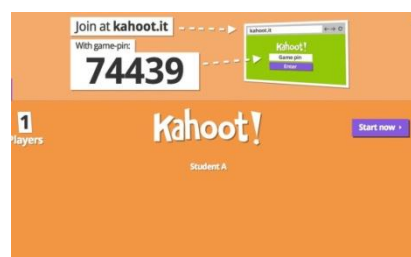 Join at kahoot.it
With game-pin:
74439
kahoot.it
Kahoot!
Game pin
Enter
1
Players
Kahoot!
Start now
Student A